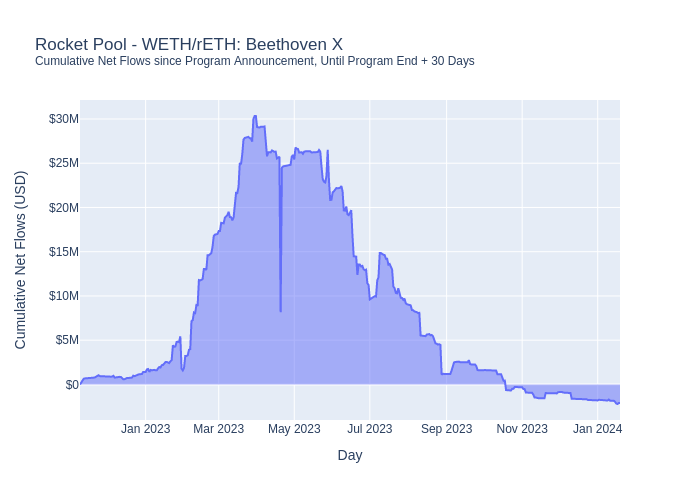 Rocket Pool - WETH/rETH: Beethoven X
Cumulative Net Flows since Program Announcement, Until Program End + 30 Days
$30M
$25M
$20M
$15M
$10M
$5M
$0
Cumulative Net Flows (USD)
Jan 2023 Mar 2023 May 2023 Jul 2023 Sep 2023 Nov 2023 Jan 2024
Day